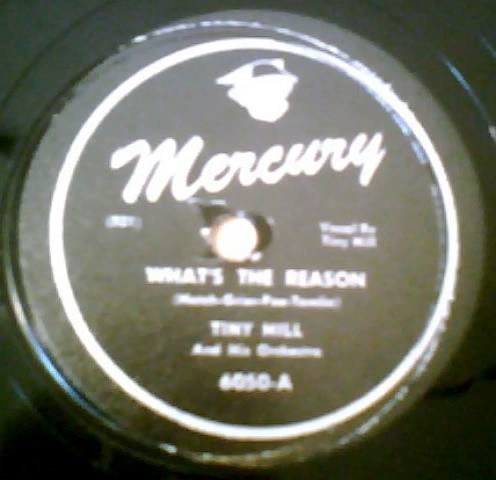 Mercury
Vocal By
Tiny Hill
WHAT'S THE REASON
TINY HILL
And His Orchestra
6050-A